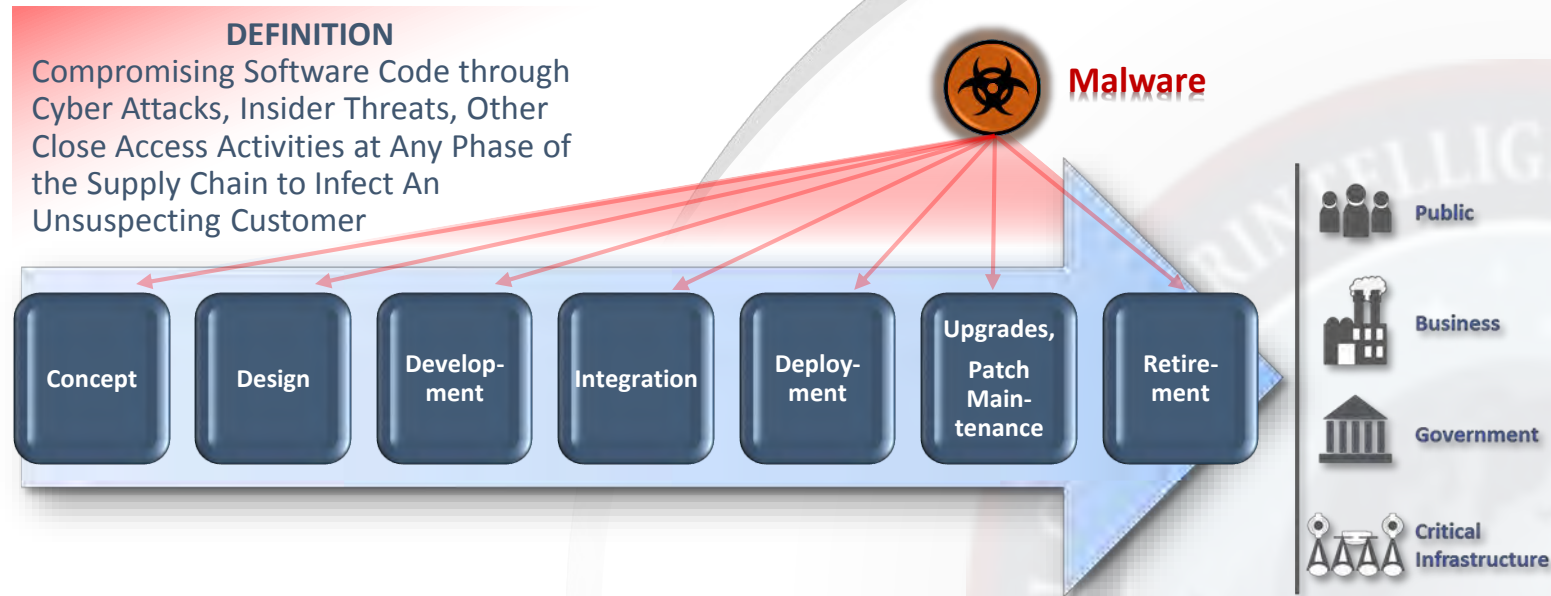 DEFINITION
Compromising Software Code through
Cyber Attacks, Insider Threats, Other
Close Access Activities at Any Phase of
the Supply Chain to Infect An
Unsuspecting Customer
Malware
Concept
Design
Develop-
ment
Integration
Deploy-
ment
Upgrades,
Patch
Main-
tenance
Retire-
ment
Public
Business
Government
Critical
Infrastructure